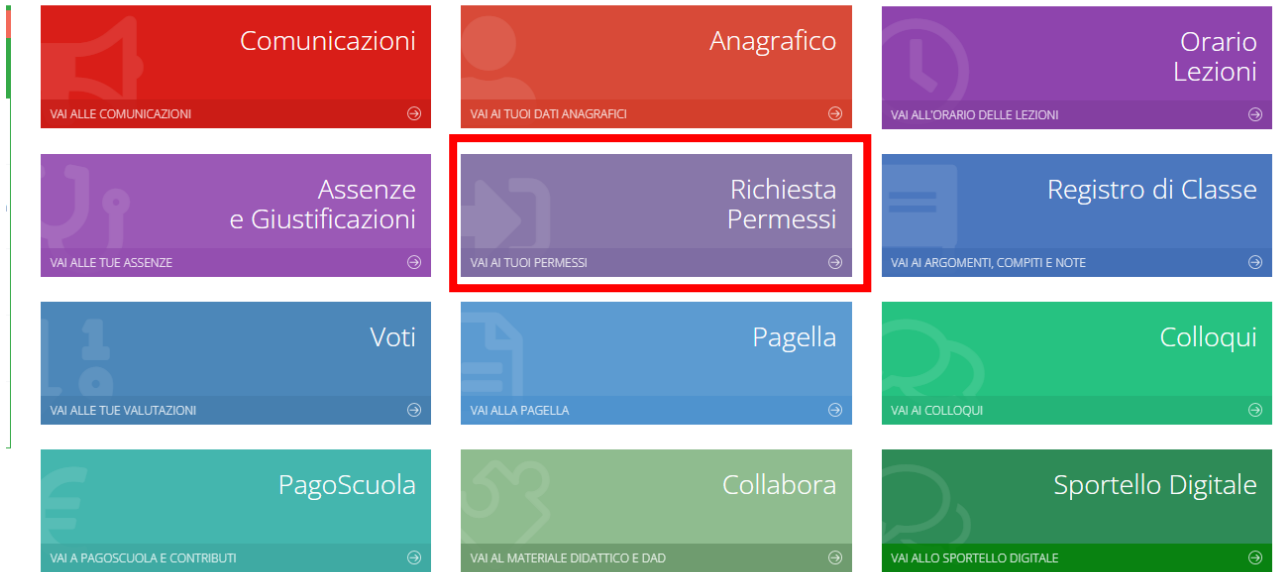 Comunicazioni
VAI ALLE COMUNICAZIONI
Anagrafico
VAI AI TUOI DATI ANAGRAFICI
Orario
Lezioni
VAI ALL'ORARIO DELLE LEZIONI
Assenze
e Giustificazioni
VAI ALLE TUE ASSENZE
Richiesta
Permessi
VAI AI TUOI PERMESSI
Registro di Classe
VAI AI ARGOMENTI, COMPITI E NOTE
Voti
VAI ALLE TUE VALUTAZIONI
Pagella
VAI ALLA PAGELLA
Colloqui
VAI AI COLLOQUI
PagoScuola
VAI A PAGOSCUOLA E CONTRIBUTI
Collabora
VAI AL MATERIALE DIDATTICO E DAD
Sportello Digitale
VAI ALLO SPORTELLO DIGITALE